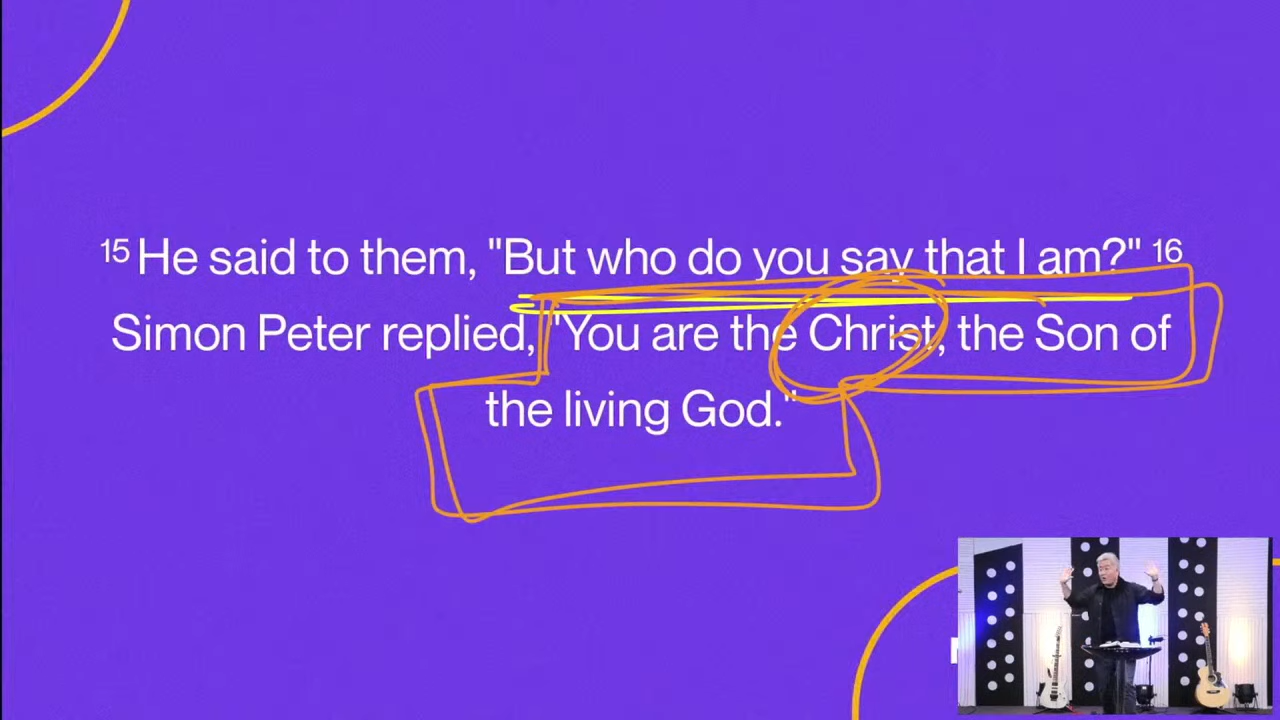 15 He said to them, "But who do you say that I am?" 16
Simon Peter replied, "You are the Christ, the Son of
the living God."